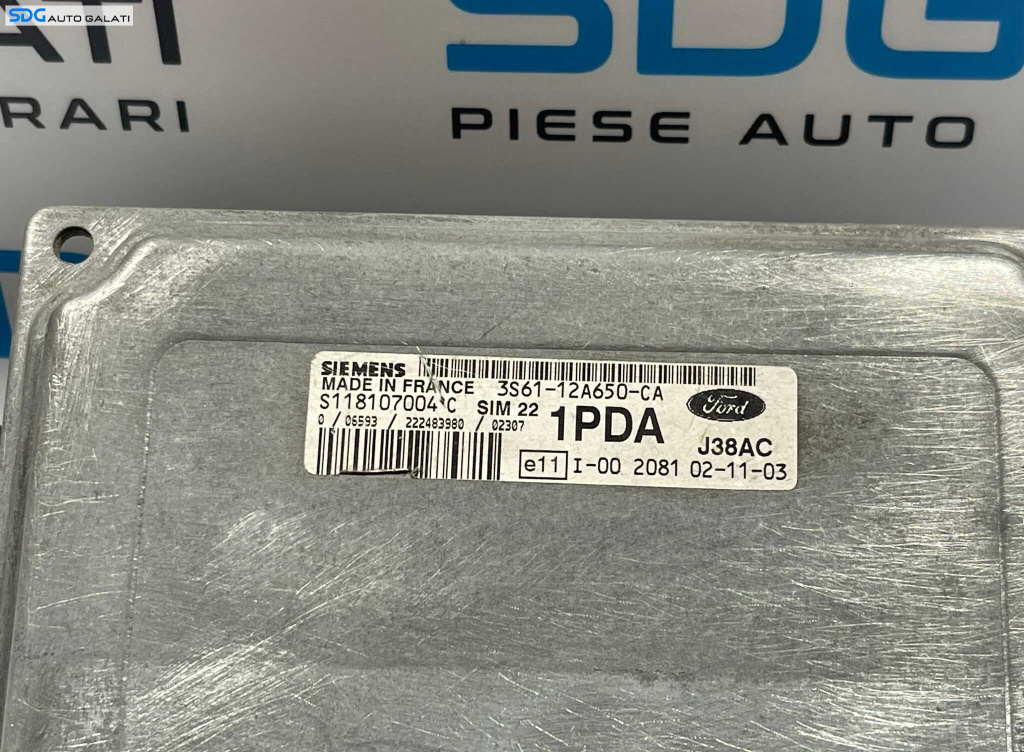 SDG AUTO GALATI
SDG
PIESE AUTO
RARI
SIEMENS
MADE IN FRANCE 3S61-12A650-CA
S118107004 C SIM 22 1PDA
Ford
0 / 06593 / 222483980 / 02307
J38AC
e11 I-00 2081 02-11-03